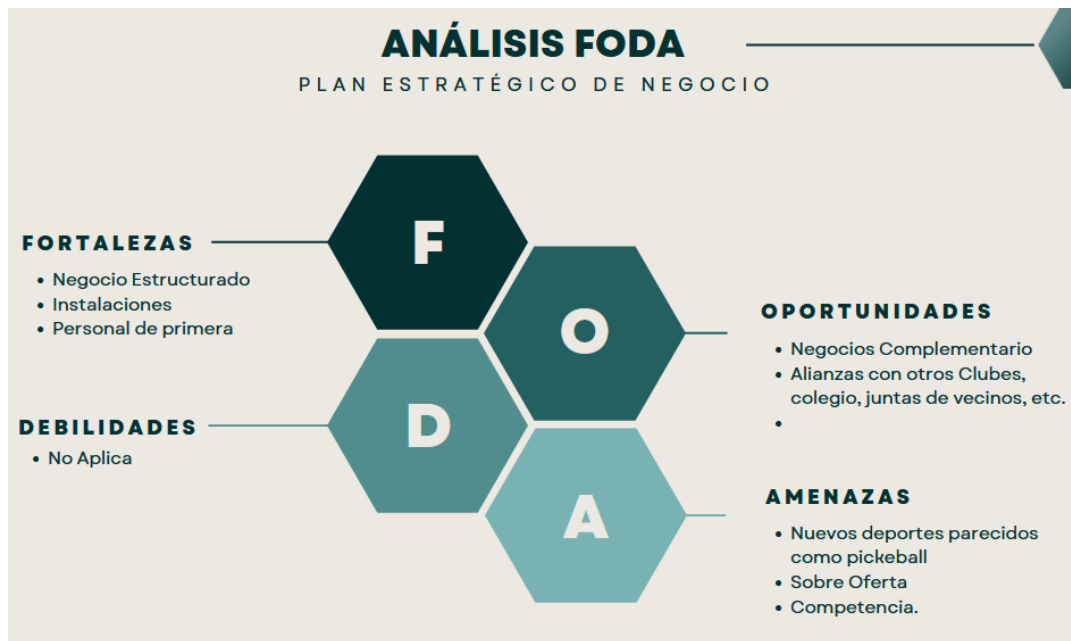 ANÁLISIS FODA
PLAN ESTRATÉGICO DE NEGOCIO
F
FORTALEZAS
• Negocio Estructurado
• Instalaciones
• Personal de primera
O
OPORTUNIDADES
• Negocios Complementario
• Alianzas con otros Clubes,
colegio, juntas de vecinos, etc.
•
D
DEBILIDADES
• No Aplica
A
AMENAZAS
• Nuevos deportes parecidos
como pickeball
• Sobre Oferta
• Competencia.